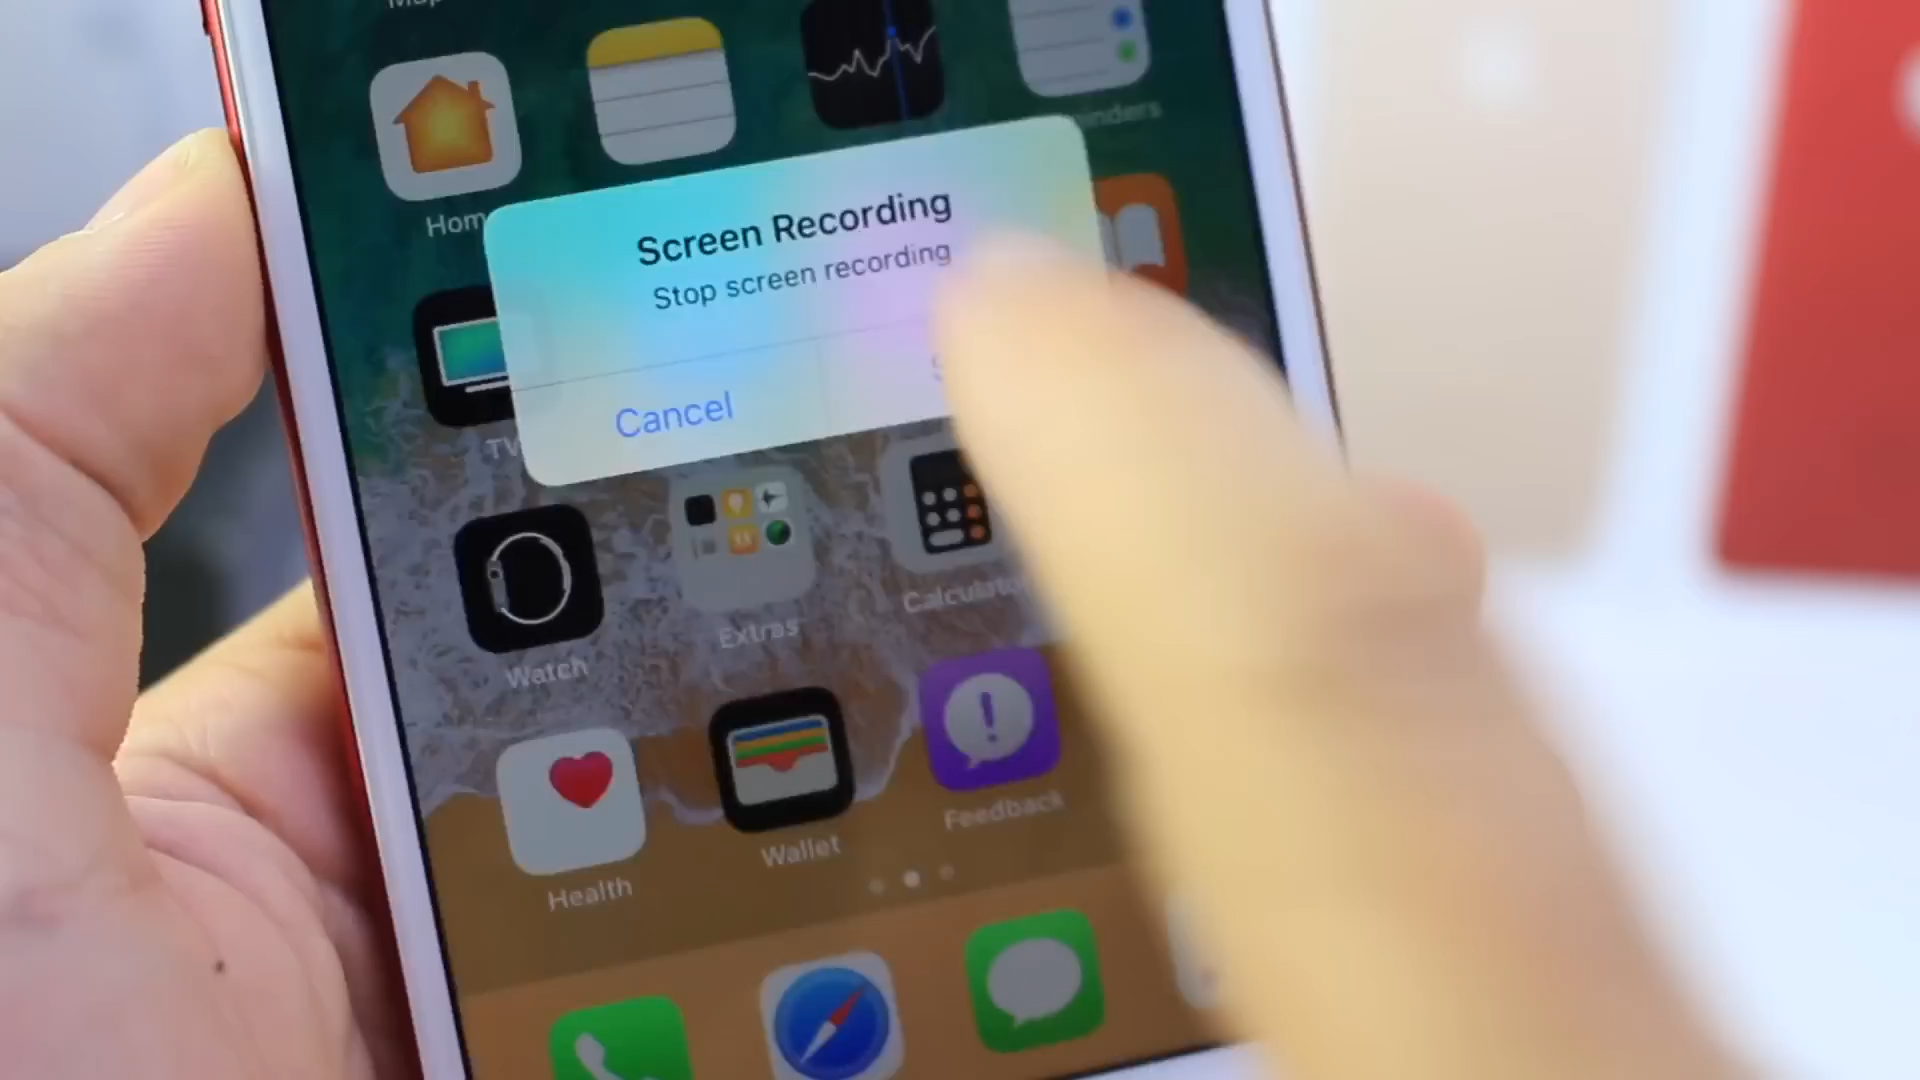 Screen Recording
Stop screen recording
Cancel
Watch
Extras
Health
Wallet
Feedback